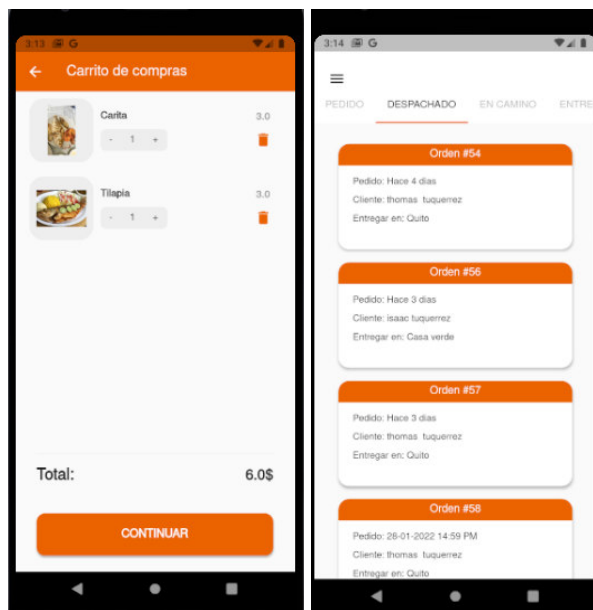 3:13 G
Carrito de compras
Carita 3.0
- 1 +
Tilapia 3.0
- 1 +
Total: 6.0$
CONTINUAR
3:14 G
PEDIDO DESPACHADO EN CAMINO ENTRE
Orden #54
Pedido: Hace 4 dias
Cliente: thomas tuquerrez
Entregar en: Quito
Orden #56
Pedido: Hace 3 dias
Cliente: isaac tuquerrez
Entregar en: Casa verde
Orden #57
Pedido: Hace 3 dias
Cliente: thomas tuquerrez
Entregar en: Quito
Orden #58
Pedido: 28-01-2022 14:59 PM
Cliente: thomas tuquerrez
Entregar en: Quito